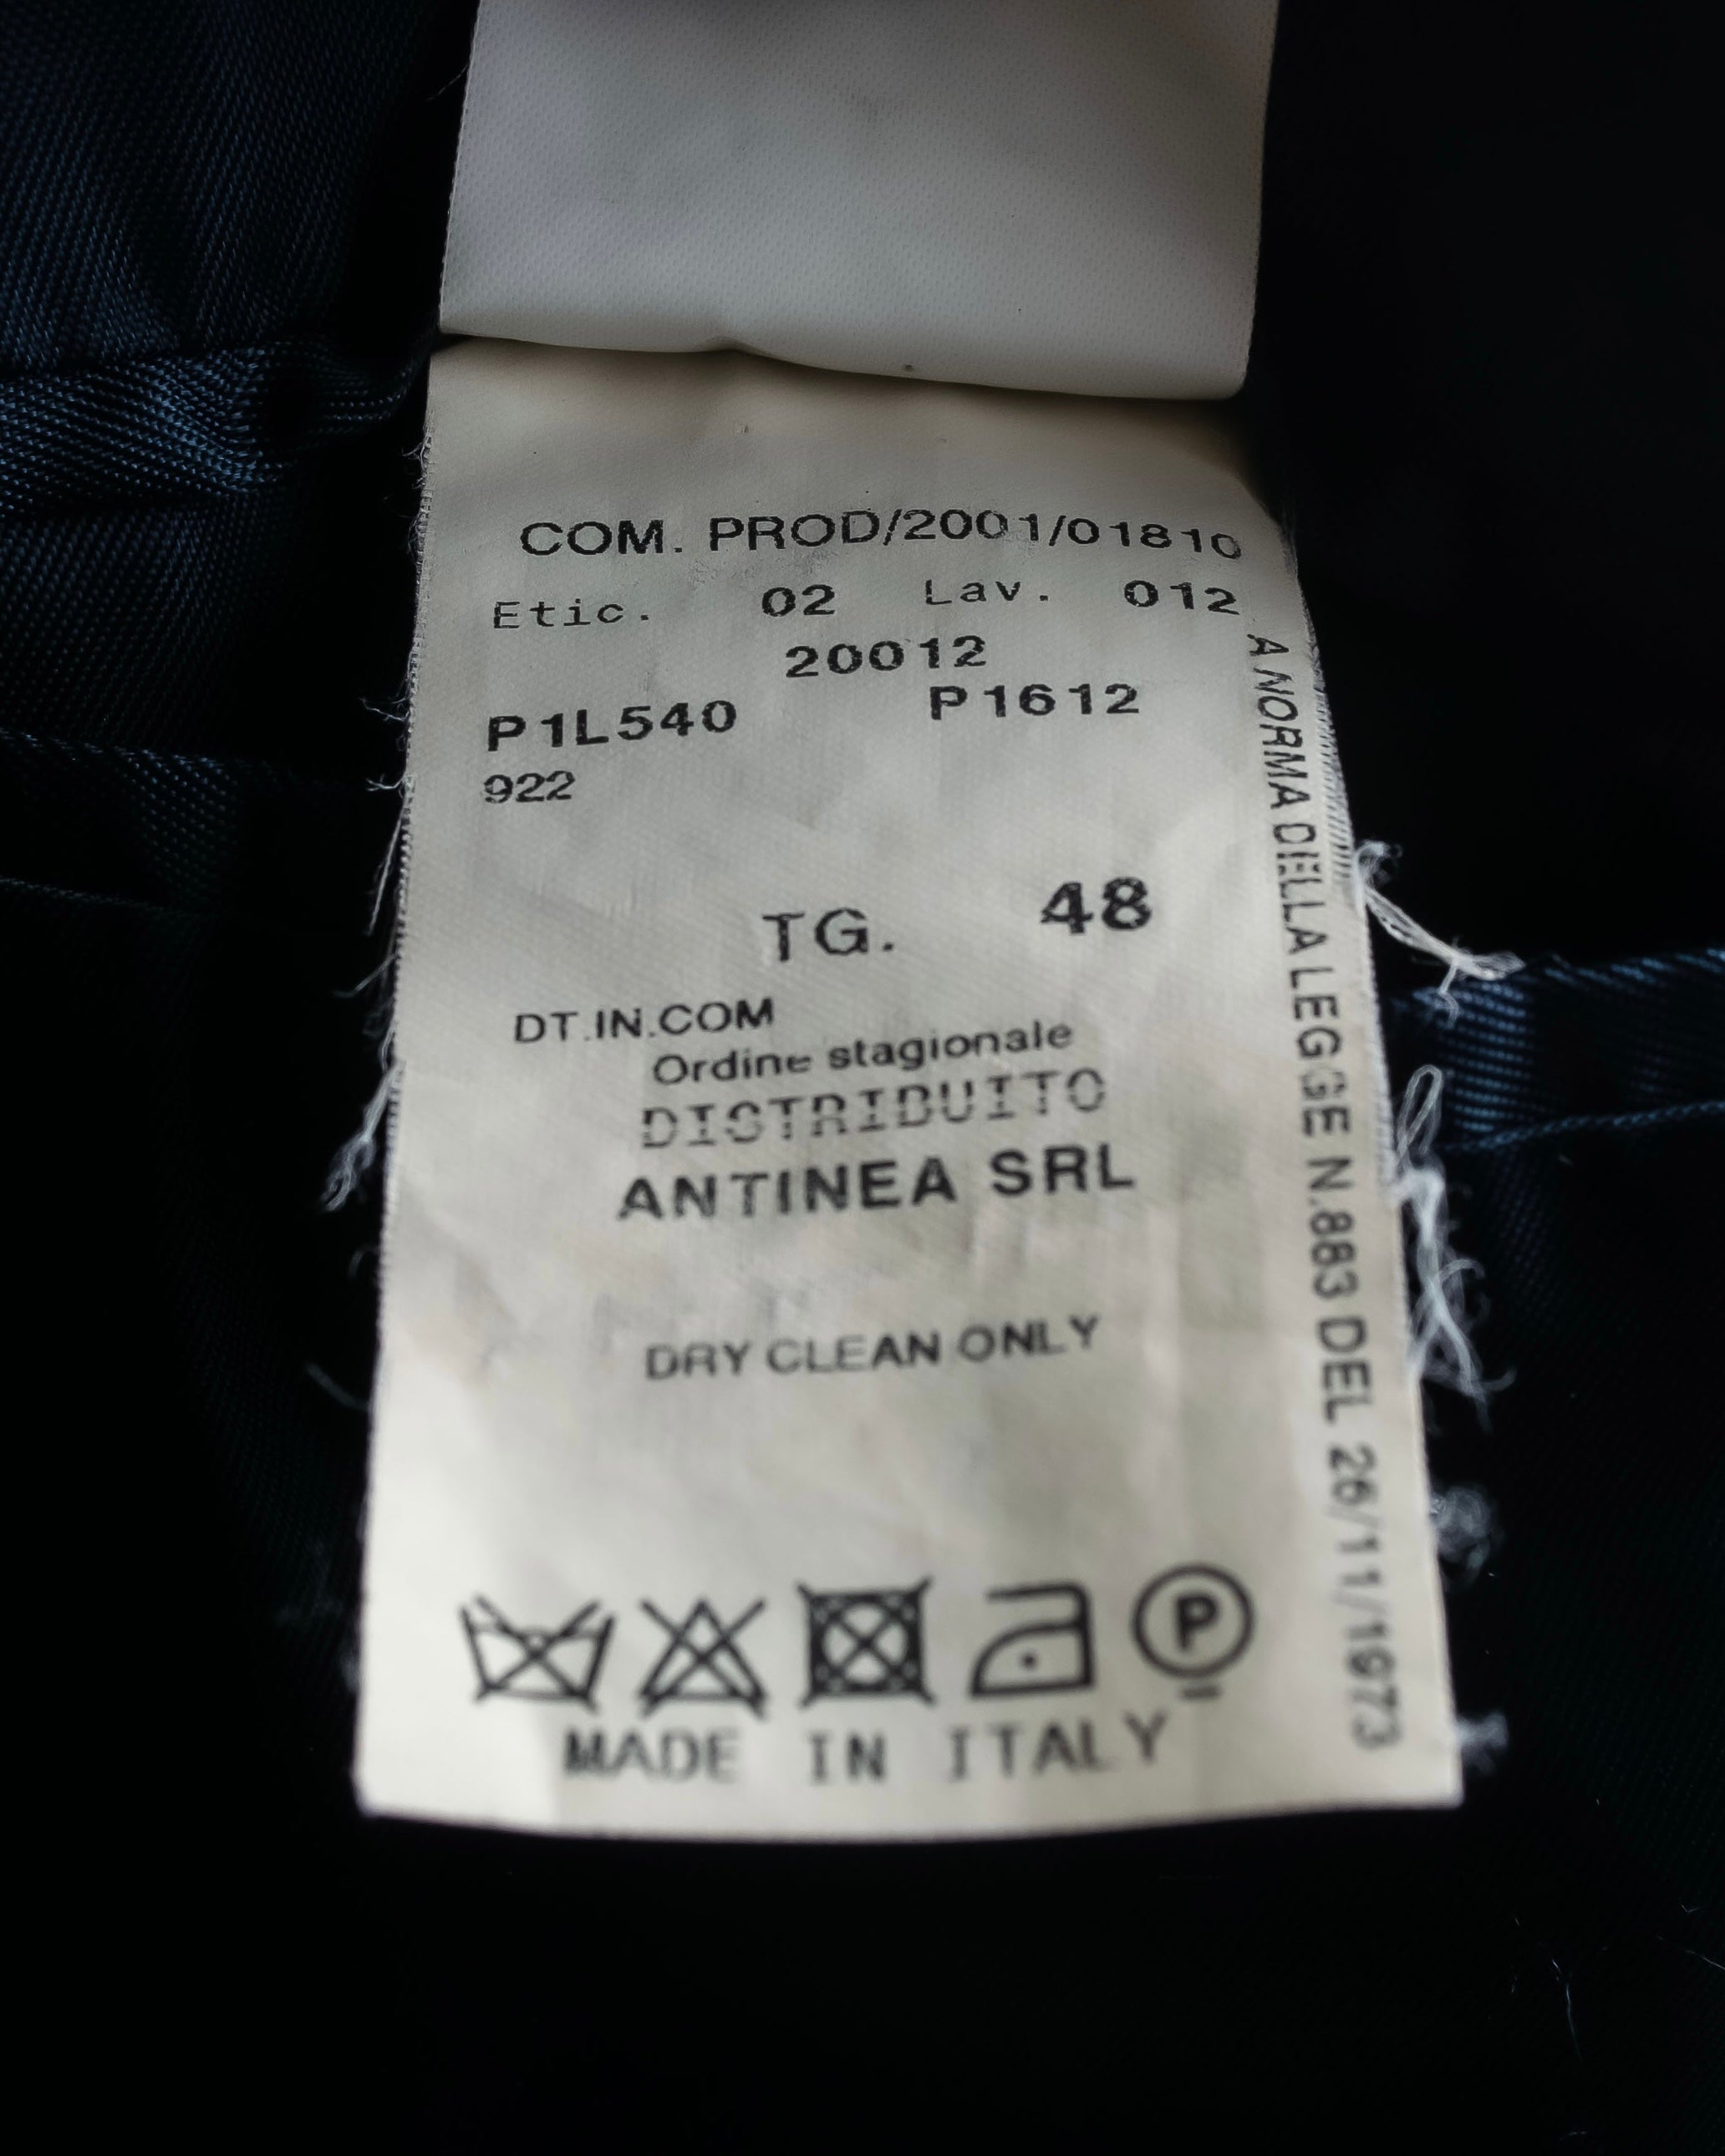 COM. PROD/2001/01810
Etic. 02 Lav. 012
20012
P1L540 P1612
922
TG. 48
DT.IN.COM
Ordine stagionale
DISTRIBUITO
ANTINEA SRL
DRY CLEAN ONLY
P
MADE IN ITALY
A NORMA DELLA LEGGE N.883 DEL 26/11/1973